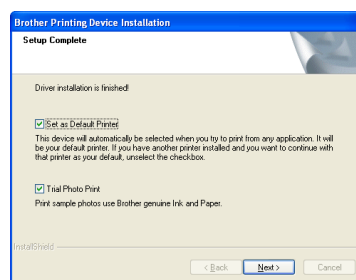 Brother Printing Device Installation
Setup Complete
Driver installation is finished!
Set as Default Printer
This device will automatically be selected when you try to print from any application. It will
be your default printer. If you have another printer installed and you want to continue with
that printer as your default, unselect the checkbox.
Trial Photo Print
Print sample photos use Brother genuine Ink and Paper.
InstallShield
< Back
Next >
Cancel